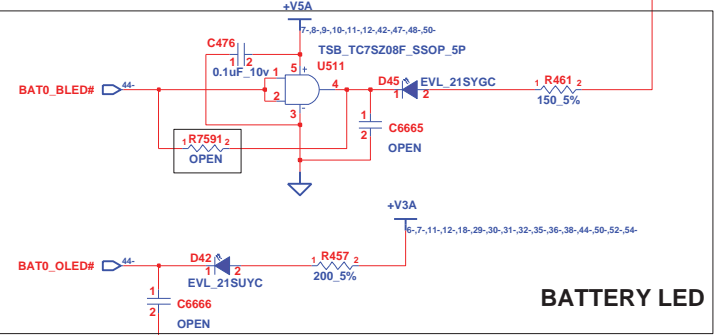 +V5A
7-,8-,9-,10-,11-,12-,42-,47-,48-,50-
C476
1 2
0.1uF_10v
TSB_TC7SZ08F_SSOP_5P
U511
5 +
1
2
4
3 -
BAT0_BLED# 44-
D45 EVL_21SYGC
1 2
1 R461 2
150_5%
1
C6665
2
OPEN
1 R7591 2
OPEN
+V3A
6-,7-,11-,12-,18-,29-,30-,31-,32-,35-,36-,38-,44-,50-,52-,54-
BAT0_OLED# 44-
D42
1 2
EVL_21SUYC
1 R457 2
200_5%
1
C6666
2
OPEN
BATTERY LED